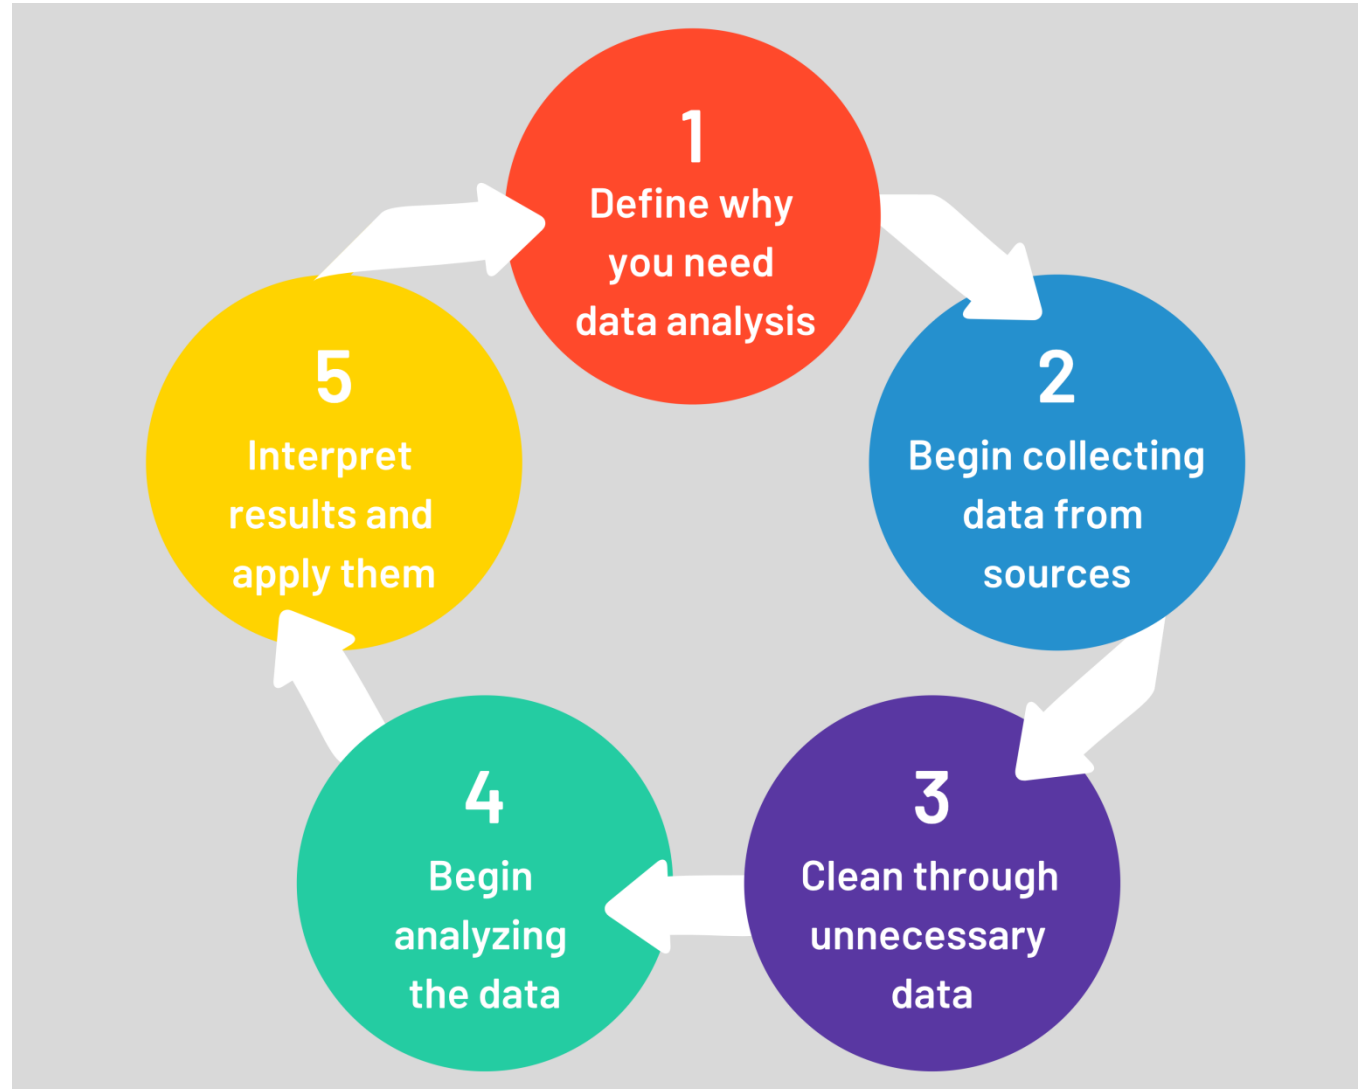 1
Define why
you need
data analysis
2
Begin collecting
data from
sources
3
Clean through
unnecessary
data
4
Begin
analyzing
the data
5
Interpret
results and
apply them